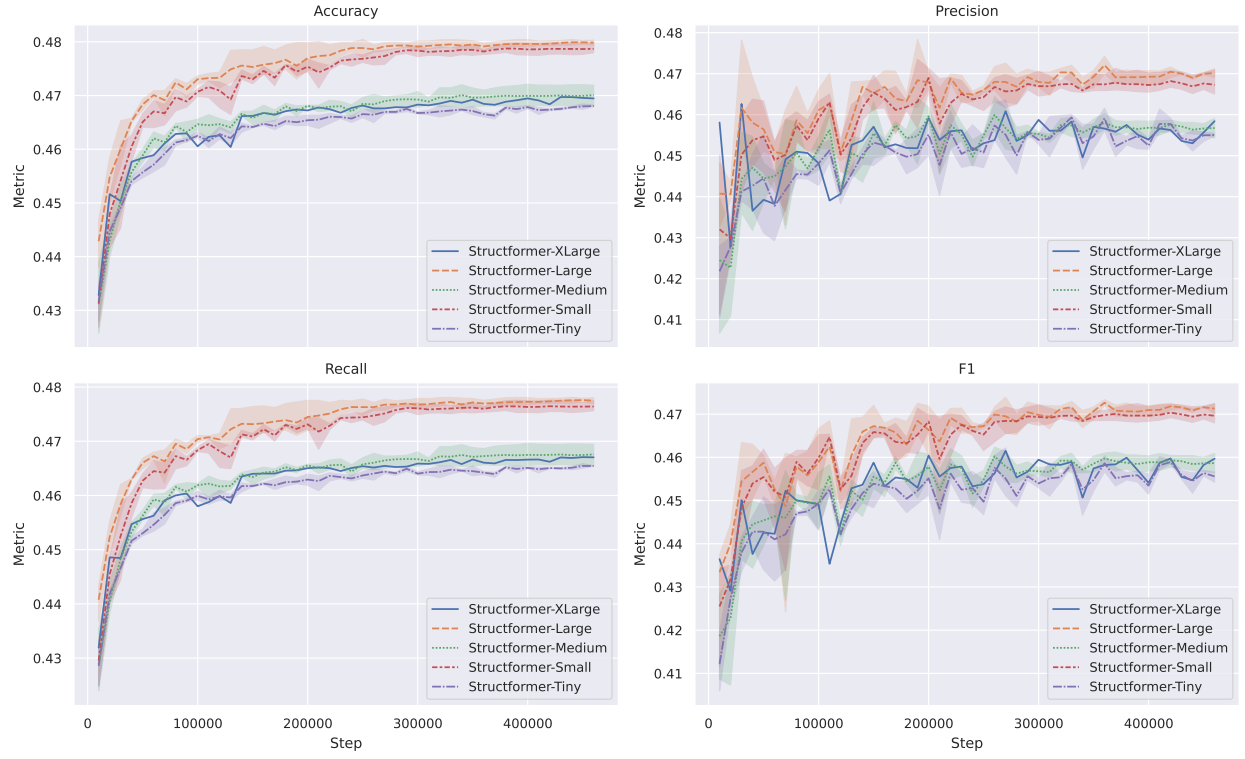 Accuracy
Metric
0.48
0.47
0.46
0.45
0.44
0.43
Structformer-XLarge
Structformer-Large
Structformer-Medium
Structformer-Small
Structformer-Tiny
Precision
Metric
0.48
0.47
0.46
0.45
0.44
0.43
0.42
0.41
Structformer-XLarge
Structformer-Large
Structformer-Medium
Structformer-Small
Structformer-Tiny
Recall
Metric
0.48
0.47
0.46
0.45
0.44
0.43
Structformer-XLarge
Structformer-Large
Structformer-Medium
Structformer-Small
Structformer-Tiny
0 100000 200000 300000 400000
Step
F1
Metric
0.47
0.46
0.45
0.44
0.43
0.42
0.41
Structformer-XLarge
Structformer-Large
Structformer-Medium
Structformer-Small
Structformer-Tiny
0 100000 200000 300000 400000
Step